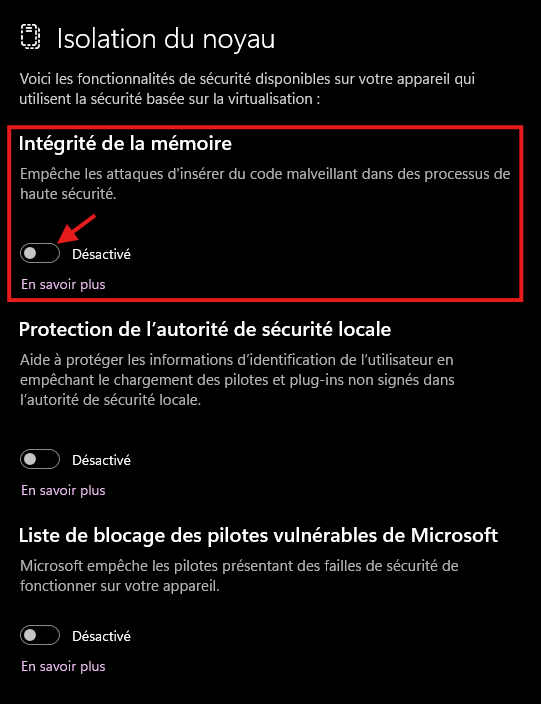 Isolation du noyau
Voici les fonctionnalités de sécurité disponibles sur votre appareil qui
utilisent la sécurité basée sur la virtualisation :
Intégrité de la mémoire
Empêche les attaques d'insérer du code malveillant dans des processus de
haute sécurité.
Désactivé
En savoir plus
Protection de l’autorité de sécurité locale
Aide à protéger les informations d’identification de l’utilisateur en
empêchant le chargement des pilotes et plug-ins non signés dans
l’autorité de sécurité locale.
Désactivé
En savoir plus
Liste de blocage des pilotes vulnérables de Microsoft
Microsoft empêche les pilotes présentant des failles de sécurité de
fonctionner sur votre appareil.
Désactivé
En savoir plus